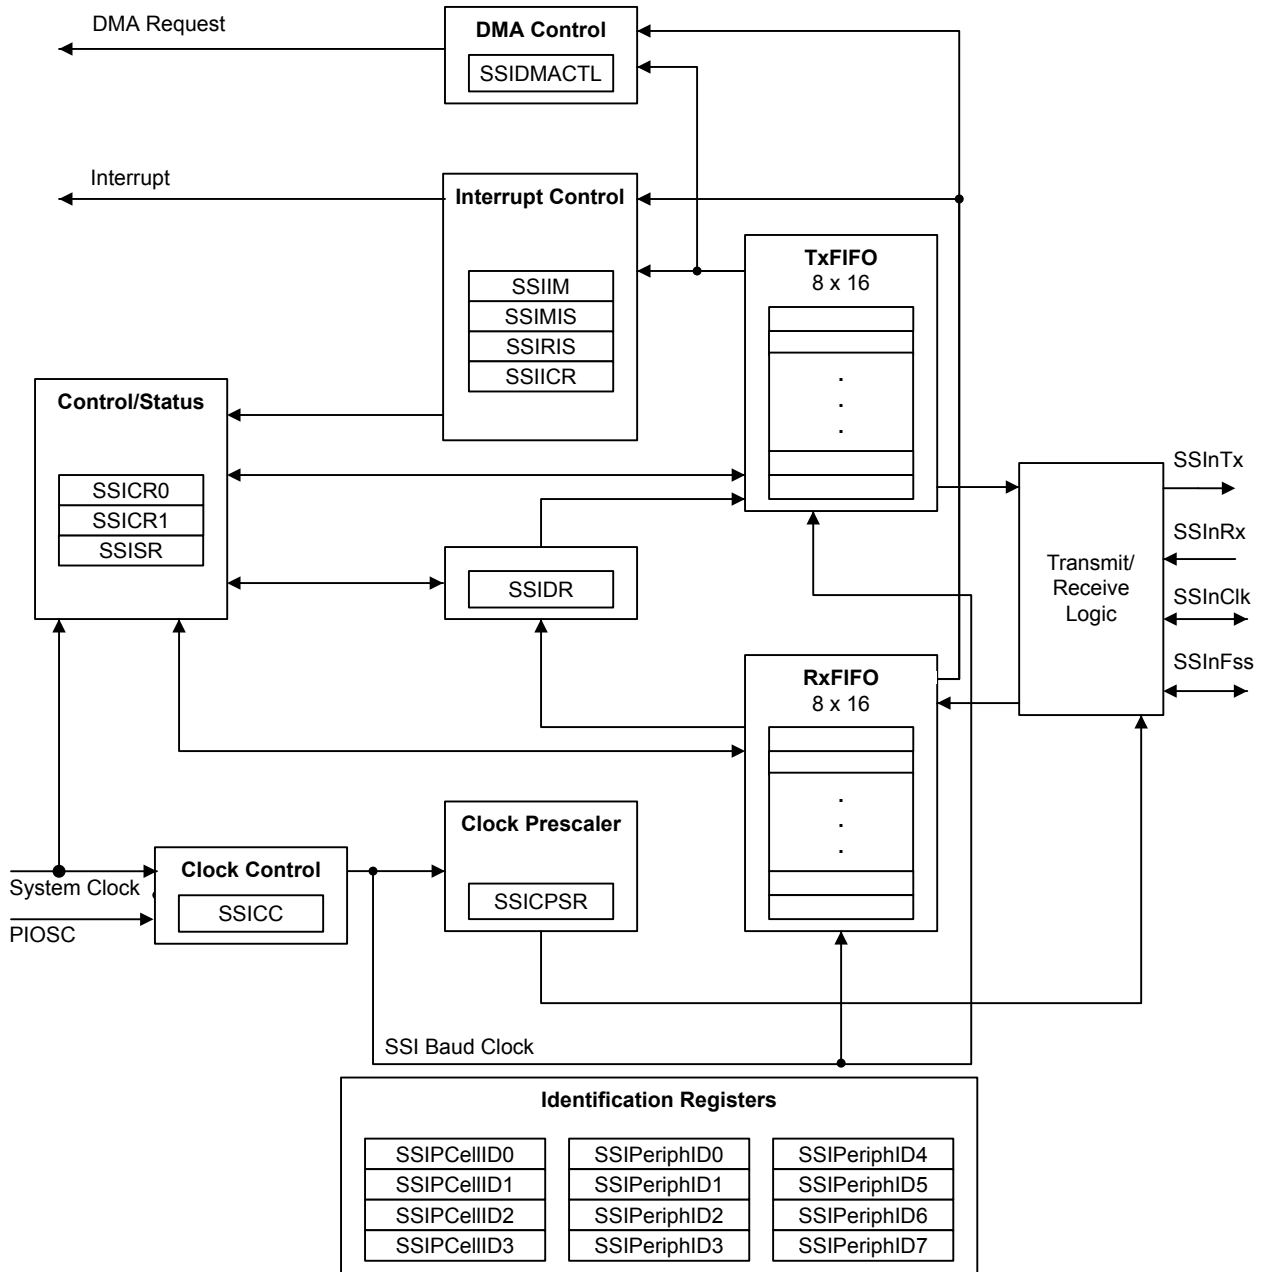 DMA Request
DMA Control
SSIDMACTL
Interrupt
Interrupt Control
SSIIM
SSIMIS
SSIRIS
SSIICR
TxFIFO
8 x 16
Control/Status
SSICR0
SSICR1
SSISR
SSIDR
Transmit/
Receive
Logic
SSInTx
SSInRx
SSInClk
SSInFss
RxFIFO
8 x 16
Clock Prescaler
SSICPSR
Clock Control
SSICC
System Clock
PIOSC
SSI Baud Clock
Identification Registers
SSIPCellID0
SSIPCellID1
SSIPCellID2
SSIPCellID3
SSIPeriphID0
SSIPeriphID1
SSIPeriphID2
SSIPeriphID3
SSIPeriphID4
SSIPeriphID5
SSIPeriphID6
SSIPeriphID7